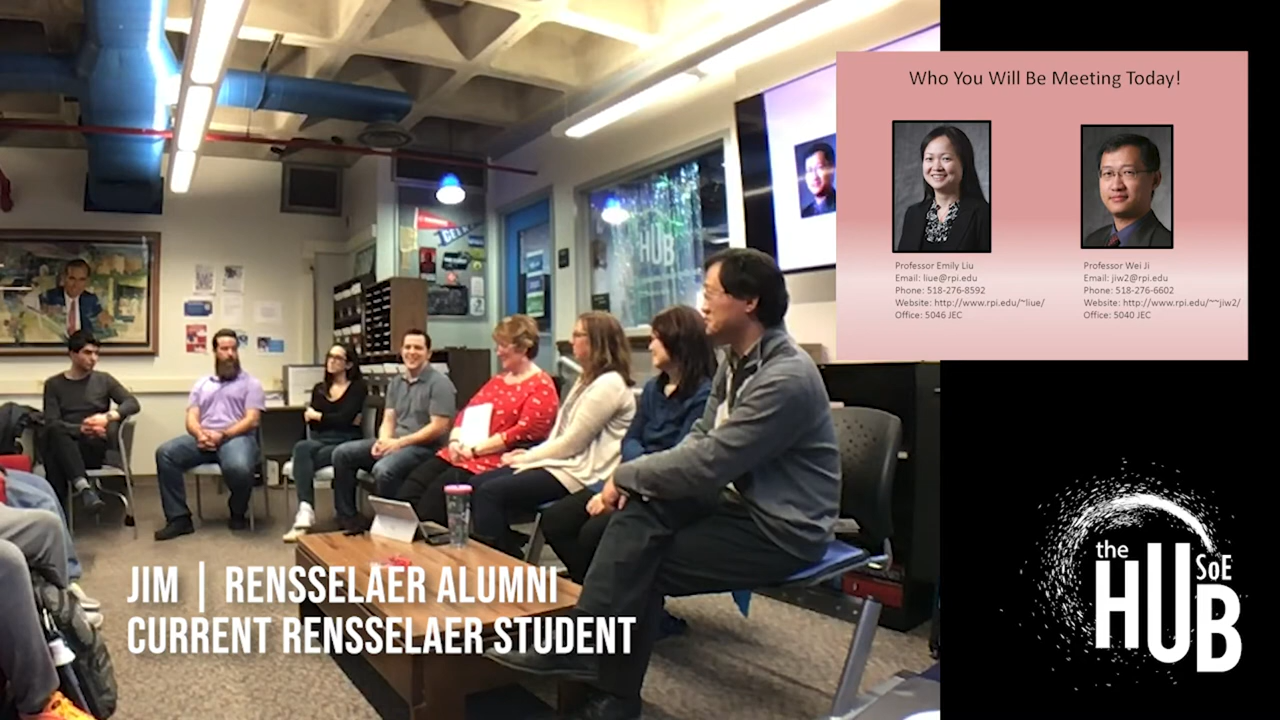 Who You Will Be Meeting Today!
Professor Emily Liu
Email: liue@rpi.edu
Phone: 518-276-8592
Website: http://www.rpi.edu/~liue/
Office: 5046 JEC
Professor Wei Ji
Email: jiw2@rpi.edu
Phone: 518-276-6602
Website: http://www.rpi.edu/~~jiw2/
Office: 5040 JEC
HUB
JIM | RENSSELAER ALUMNI
CURRENT RENSSELAER STUDENT
the
HUB
SoE